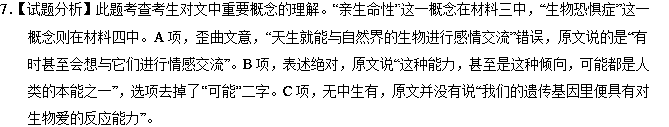 7.【试题分析】此题考查考生对文中重要概念的理解。“亲生命性”这一概念在材料三中，“生物恐惧症”这一
概念则在材料四中。A 项，歪曲文意，“天生就能与自然界的生物进行感情交流”错误，原文说的是“有
时甚至会想与它们进行情感交流”。B 项，表述绝对，原文说“这种能力，甚至是这种倾向，可能都是人
类的本能之一”，选项去掉了“可能”二字。C 项，无中生有，原文并没有说“我们的遗传基因里便具有对
生物爱的反应能力”。